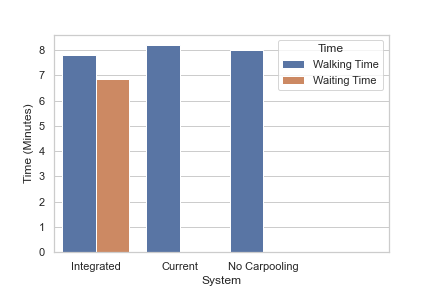 Time
Walking Time
Waiting Time
8
7
6
5
4
3
2
1
0
Time (Minutes)
Integrated Current No Carpooling
System